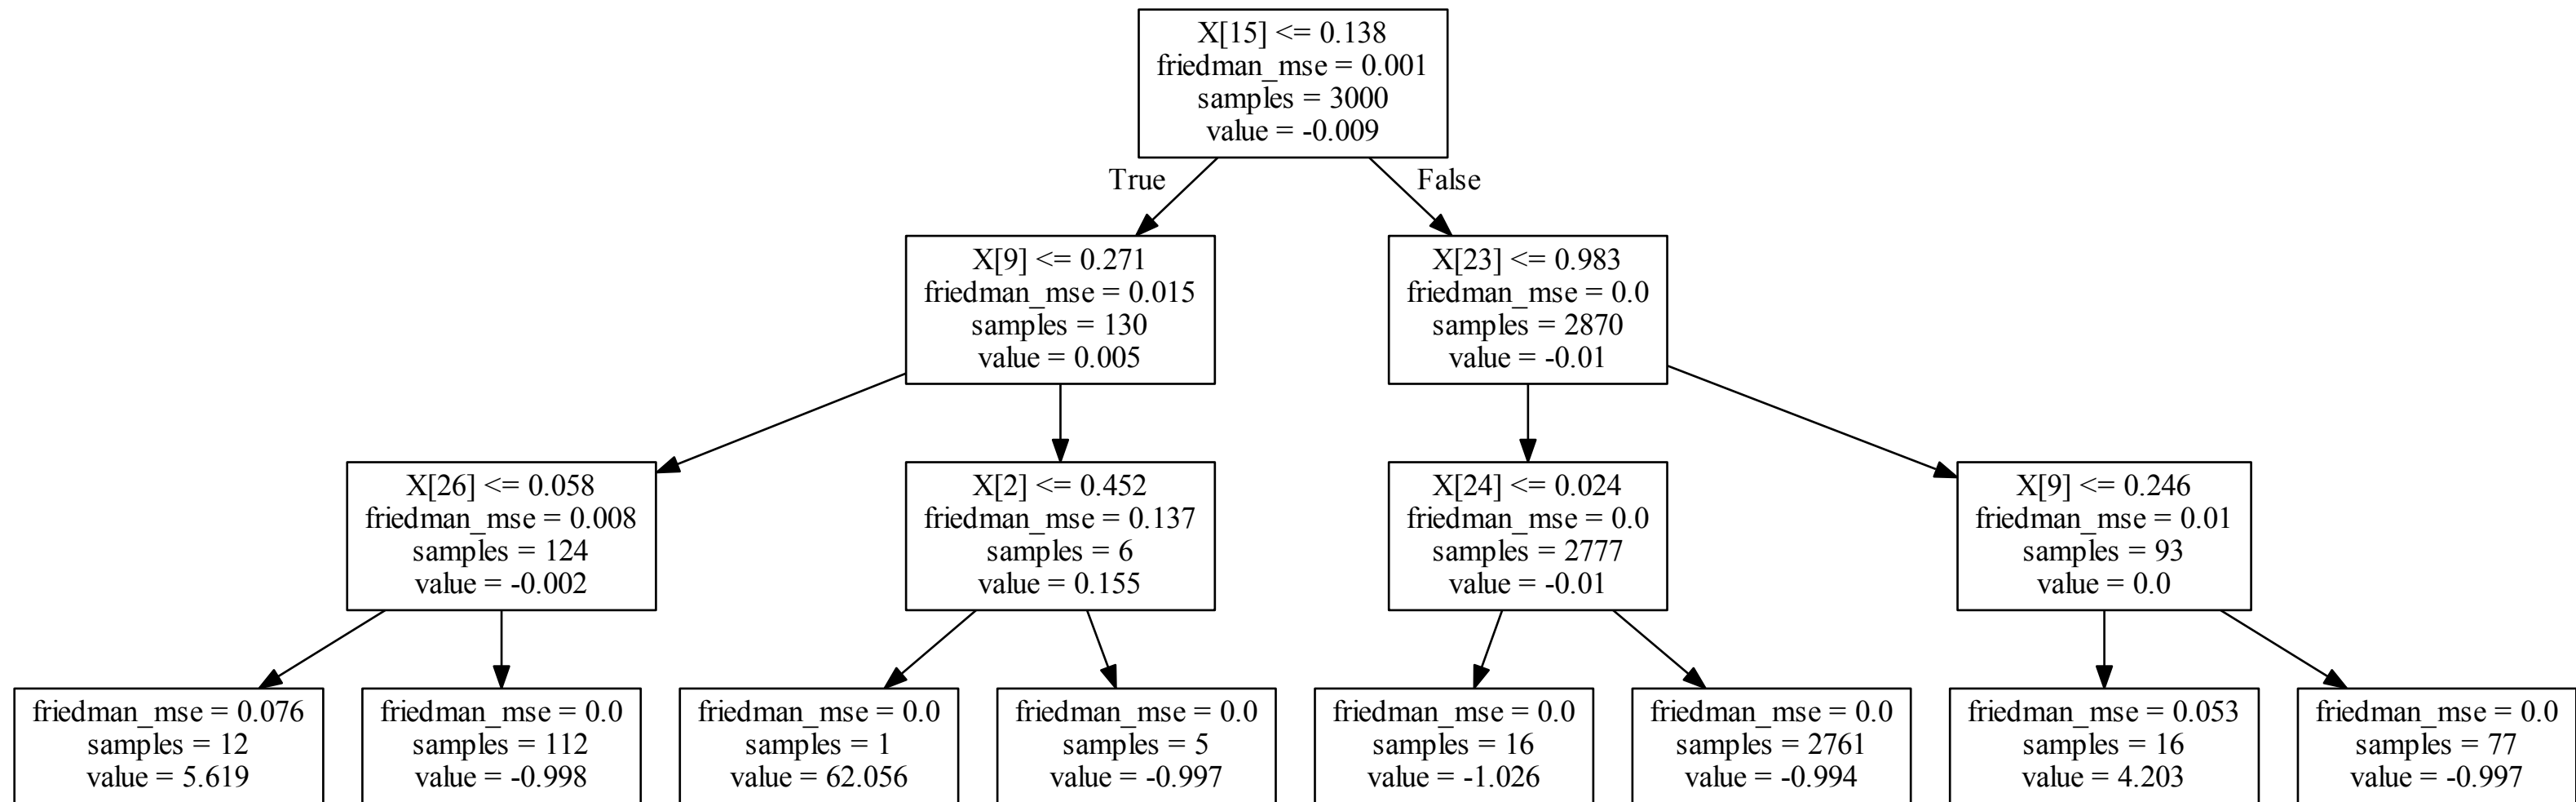 X[15] <= 0.138
friedman_mse = 0.001
samples = 3000
value = -0.009
True
False
X[9] <= 0.271
friedman_mse = 0.015
samples = 130
value = 0.005
X[23] <= 0.983
friedman_mse = 0.0
samples = 2870
value = -0.01
X[26] <= 0.058
friedman_mse = 0.008
samples = 124
value = -0.002
X[2] <= 0.452
friedman_mse = 0.137
samples = 6
value = 0.155
X[24] <= 0.024
friedman_mse = 0.0
samples = 2777
value = -0.01
X[9] <= 0.246
friedman_mse = 0.01
samples = 93
value = 0.0
friedman_mse = 0.076
samples = 12
value = 5.619
friedman_mse = 0.0
samples = 112
value = -0.998
friedman_mse = 0.0
samples = 1
value = 62.056
friedman_mse = 0.0
samples = 5
value = -0.997
friedman_mse = 0.0
samples = 16
value = -1.026
friedman_mse = 0.0
samples = 2761
value = -0.994
friedman_mse = 0.053
samples = 16
value = 4.203
friedman_mse = 0.0
samples = 77
value = -0.997